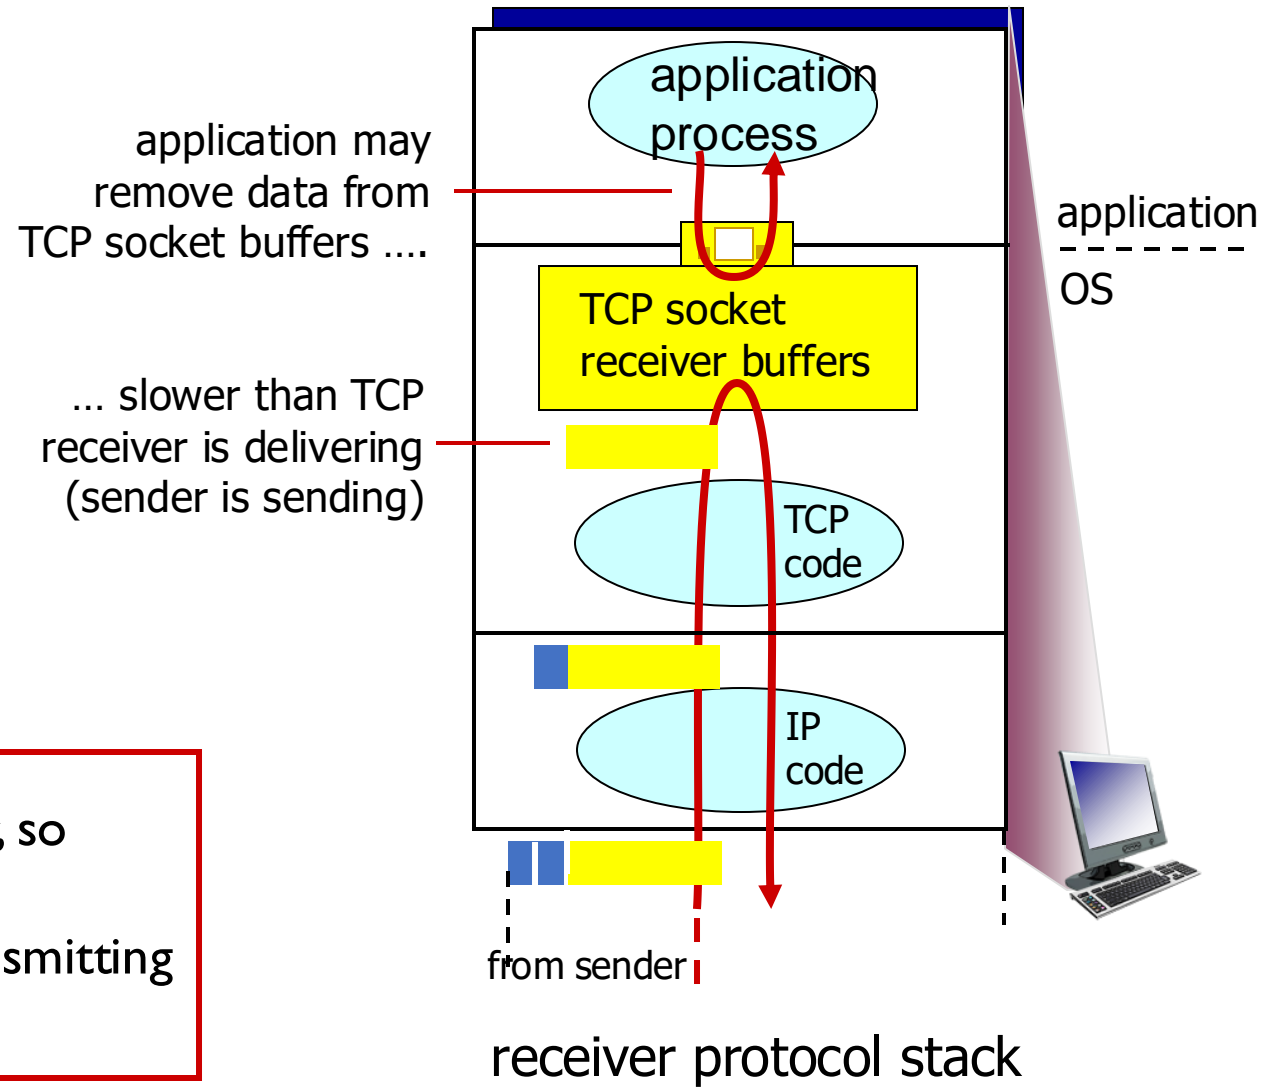 application
process
application may
remove data from
TCP socket buffers ….
application
OS
TCP socket
receiver buffers
… slower than TCP
receiver is delivering
(sender is sending)
TCP
code
IP
code
, so
smitting
from sender
receiver protocol stack